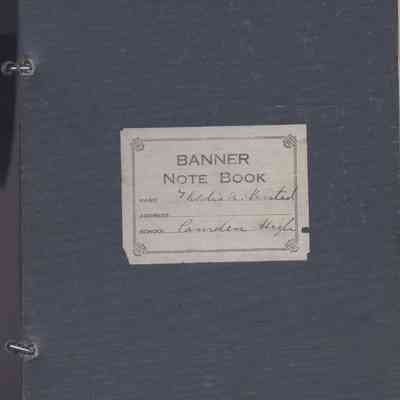 BANNER
NOTE BOOK
NAME
ADDRESS
SCHOOL Camden High